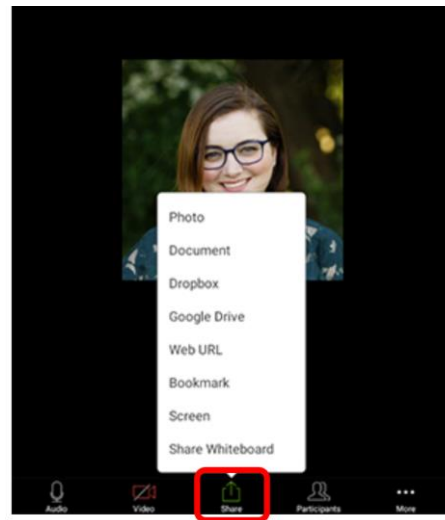 Photo
Document
Dropbox
Google Drive
Web URL
Bookmark
Screen
Share Whiteboard
Audio Video Share Participants More